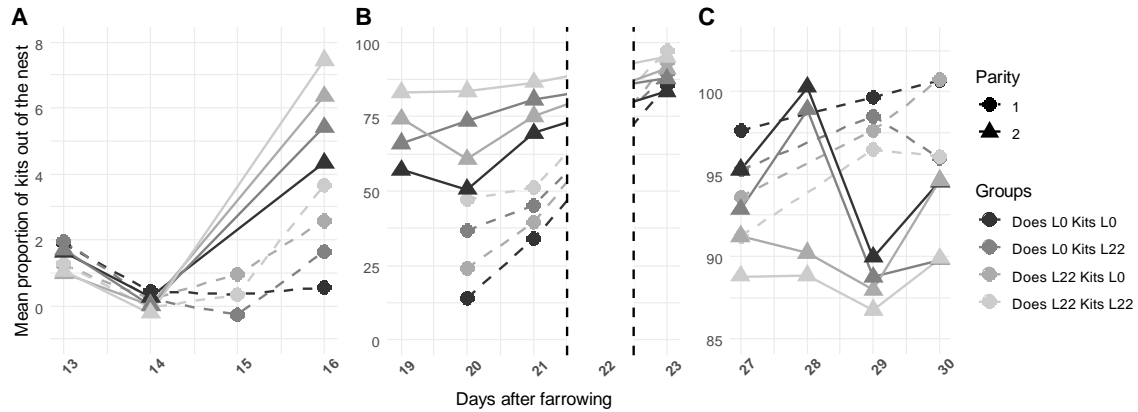 A
B
C
Mean proportion of kits out of the nest
8
6
4
2
0
13
14
15
16
100
75
50
25
0
19
20
21
22
23
100
95
90
85
27
28
29
30
Days after farrowing
Parity
1
2
Groups
Does L0 Kits L0
Does L0 Kits L22
Does L22 Kits L0
Does L22 Kits L22